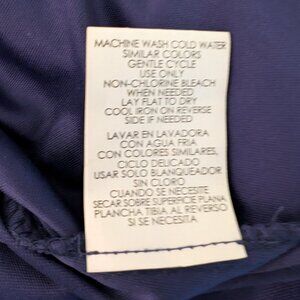 MACHINE WASH COLD WATER
SIMILAR COLORS
GENTLE CYCLE
USE ONLY
NON-CHLORINE BLEACH
WHEN NEEDED
LAY FLAT TO DRY
COOL IRON ON REVERSE
SIDE IF NEEDED
LAVAR EN LAVADORA
CON AGUA FRIA
CON COLORES SIMILARES,
CICLO DELICADO
USAR SOLO BLANQUEADOR
SIN CLORO
CUANDO SE NECESITE
SECAR SOBRE SUPERFICIE PLANA
PLANCHA TIBIA AL REVERSO
SI SE NECESITA